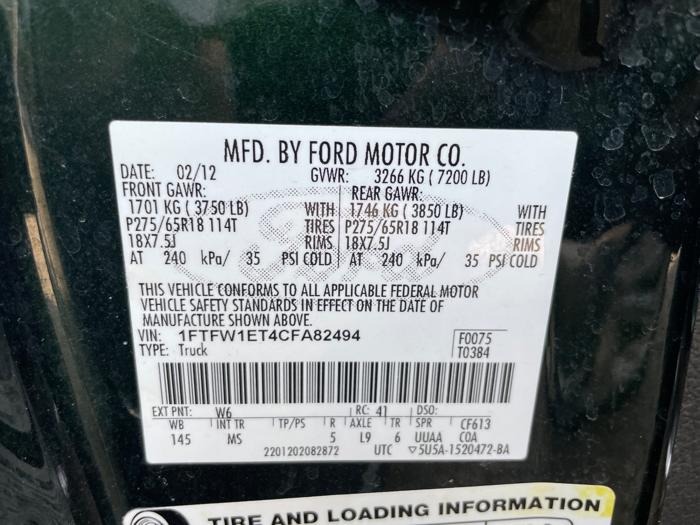 MFD. BY FORD MOTOR CO.
DATE: 02/12 GVWR: 3266 KG ( 7200 LB)
FRONT GAWR: REAR GAWR:
1701 KG ( 3750 LB) WITH 1746 KG ( 3850 LB) WITH
P275/65R18 114T TIRES P275/65R18 114T TIRES
18X7.5J RIMS 18X7.5J RIMS
AT 240 kPa/ 35 PSI COLD AT 240 kPa/ 35 PSI COLD
Ford
THIS VEHICLE CONFORMS TO ALL APPLICABLE FEDERAL MOTOR
VEHICLE SAFETY STANDARDS IN EFFECT ON THE DATE OF
MANUFACTURE SHOWN ABOVE.
VIN: 1FTFW1ET4CFA82494 F0075
TYPE: Truck T0384
EXT PNT: W6 RC: 41 DSO:
WB INT TR TP/PS R AXLE TR SPR CF613
145 MS 5 L9 6 UUAA COA
2201202082872 UTC ▽5U5A-1520472-BA
TIRE AND LOADING INFORMATION